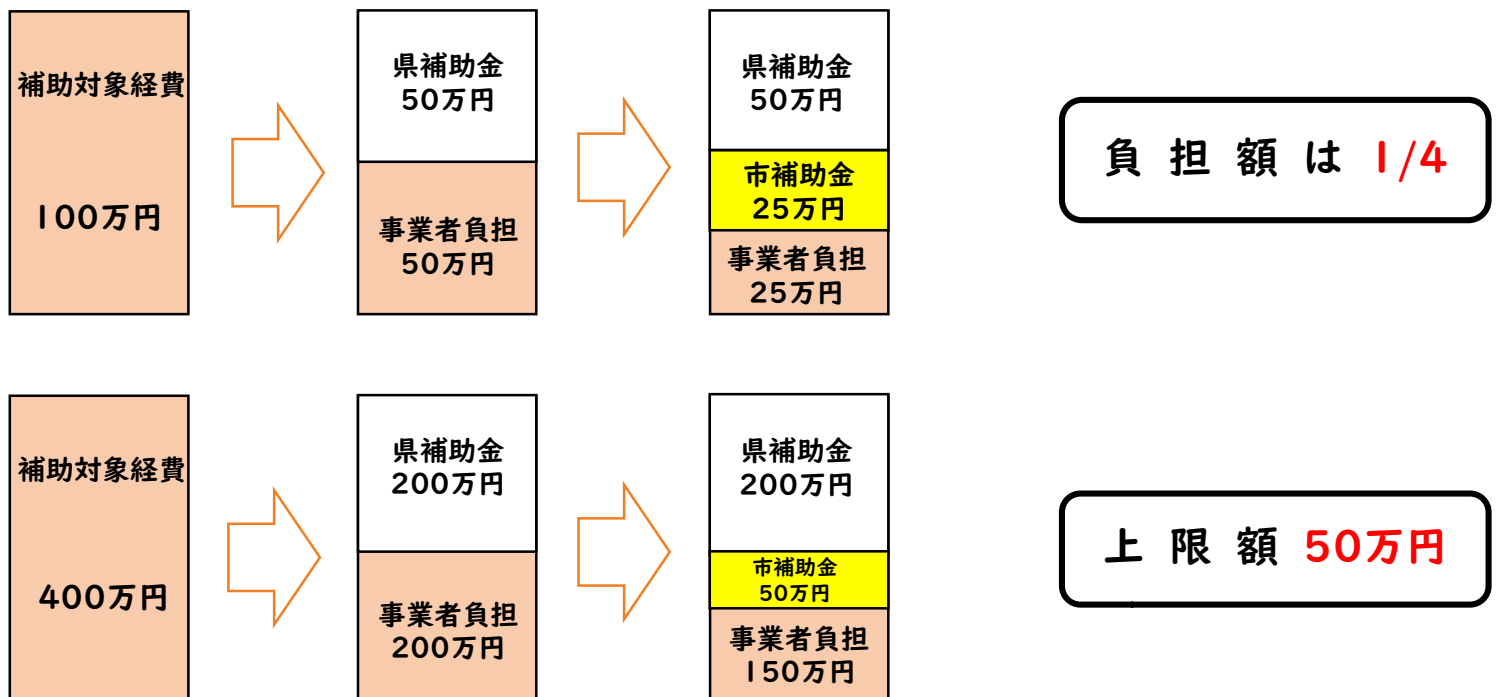 補助対象経費
100万円
県補助金
50万円
事業者負担
50万円
県補助金
50万円
市補助金
25万円
事業者負担
25万円
負担額は 1/4
補助対象経費
400万円
県補助金
200万円
事業者負担
200万円
県補助金
200万円
市補助金
50万円
事業者負担
150万円
上限額 50万円